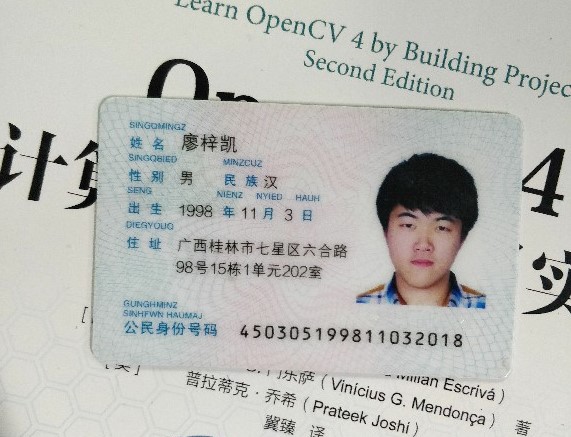 Learn OpenCV 4 by Building Projec
Second Edition
Op
计算
4
SINGQMINGZ
姓 名 廖梓凯
SINGQBIED MINZCUZ
性 别 男 民 族 汉
SENG NIENZ NYIED HAUH
出 生 1998 年 11 月 3 日
DIEGYOUQ
住 址 广西桂林市七星区六合路
98号15栋1单元202室
GUNGHMINZ
SINHFWN HAUMAJ
公民身份号码 450305199811032018
实
Millán Escrivá
乐萨(Vinícius G. Mendonça) 著
普拉蒂克·乔希(Prateek Joshi)
冀臻 译